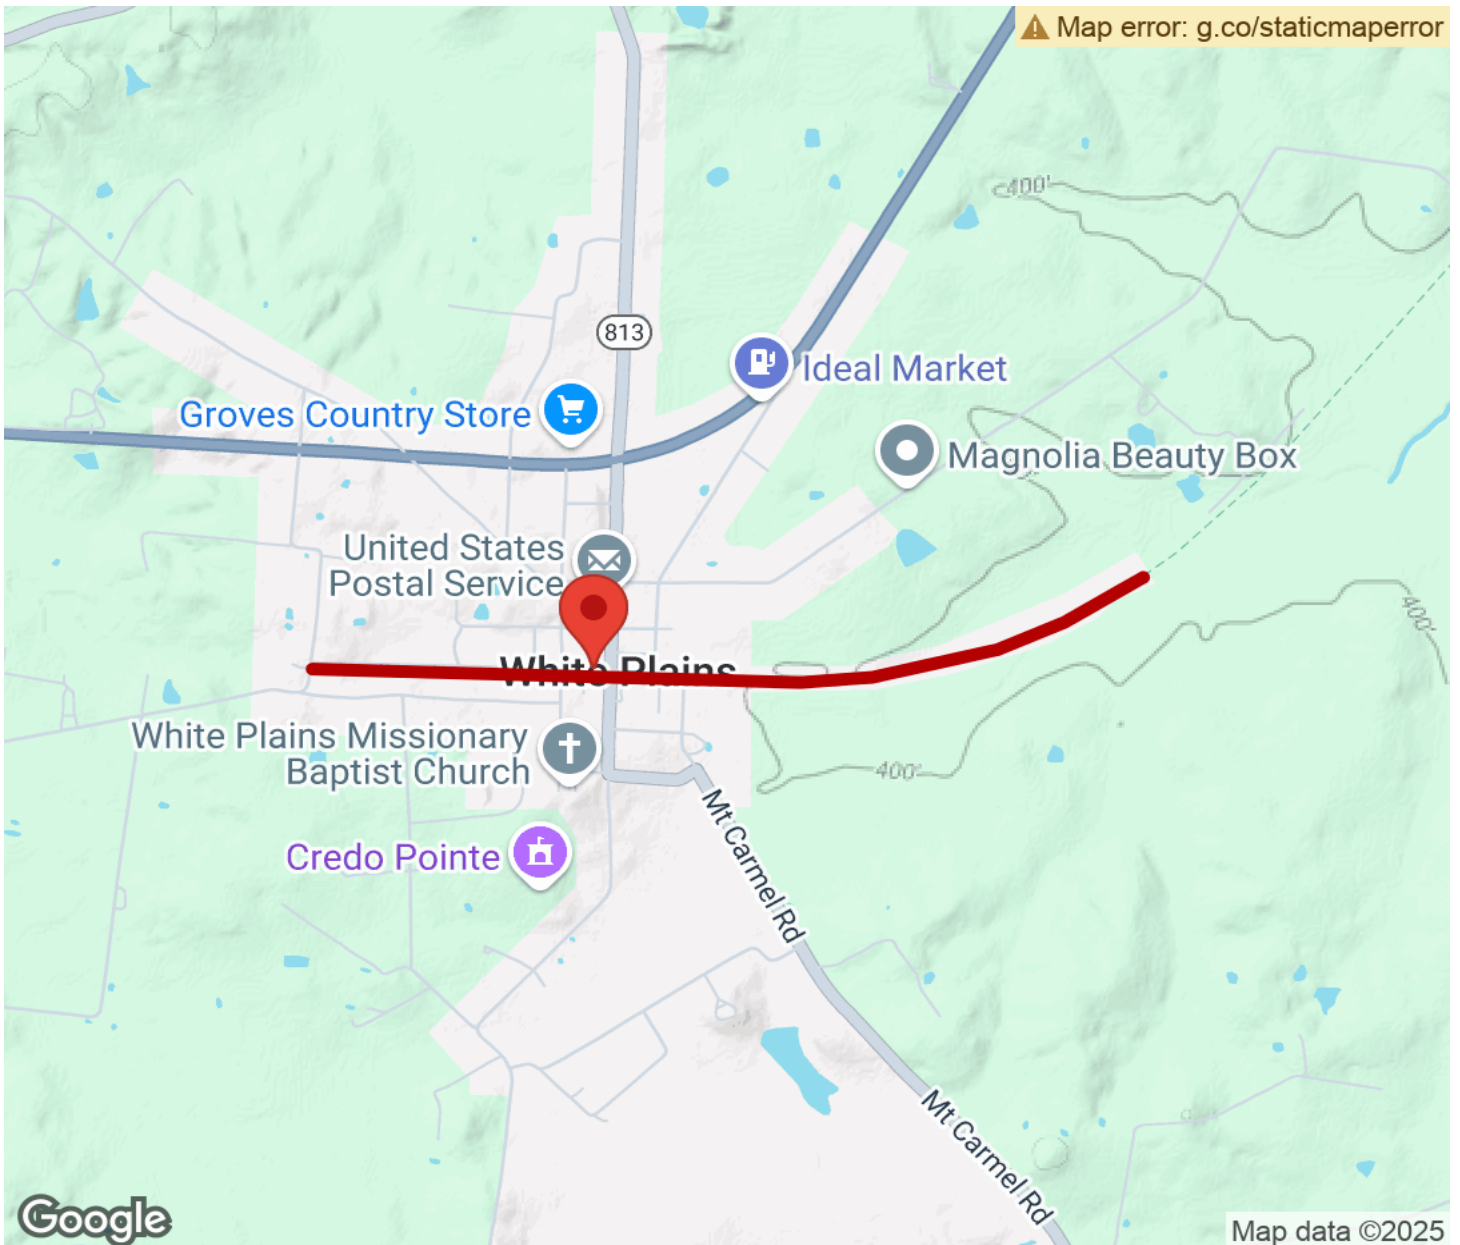 Map error: g.co/staticmaperror
400'
813
Ideal Market
Groves Country Store
Magnolia Beauty Box
United States
Postal Service
400'
White Plains
White Plains Missionary
Baptist Church
400'
Mt Carmel Rd
Credo Pointe
Mt Carmel Rd
Google
Map data ©2025